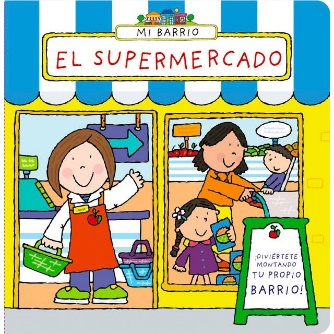 MI BARRIO
EL SUPERMERCADO
¡DIVIÉRTETE
MONTANDO
TU PROPIO
BARRIO!